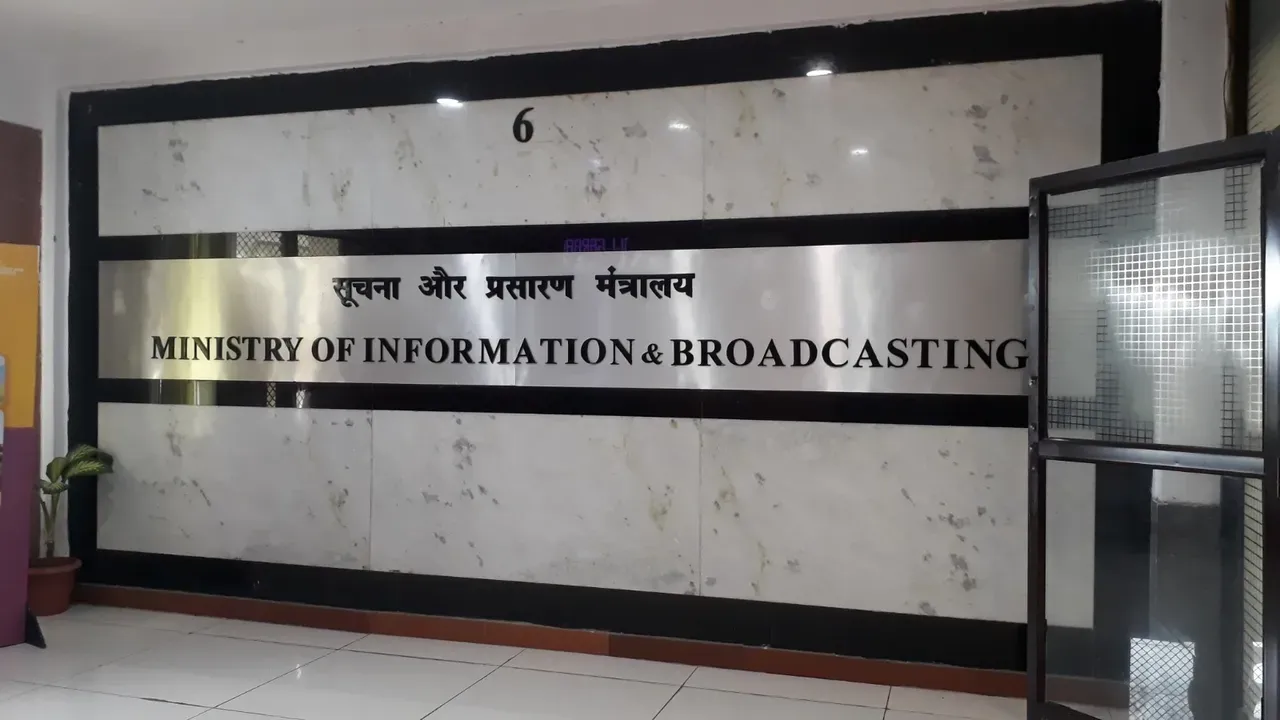 6
सूचना और प्रसारण मंत्रालय
MINISTRY OF INFORMATION & BROADCASTING